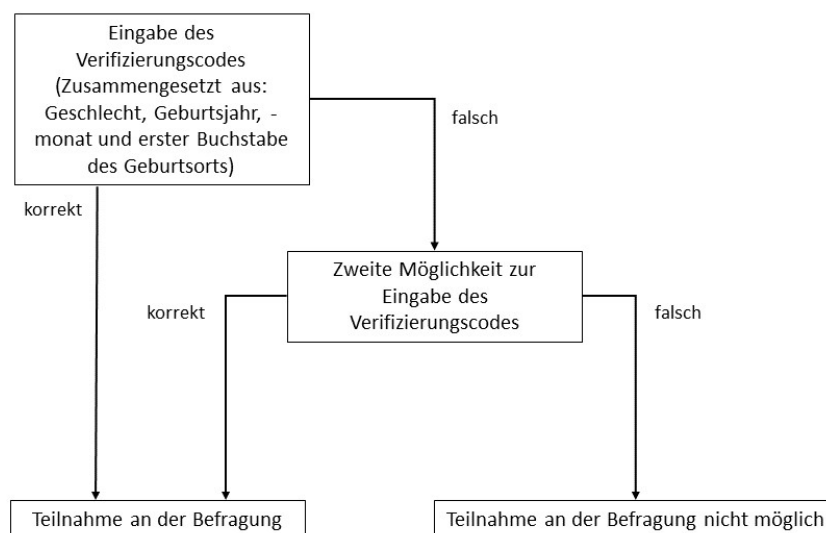 Eingabe des
Verifizierungscodes
(Zusammengesetzt aus:
Geschlecht, Geburtsjahr, -
monat und erster Buchstabe
des Geburtsorts)
falsch
korrekt
Zweite Möglichkeit zur
Eingabe des
Verifizierungscodes
korrekt
falsch
Teilnahme an der Befragung
Teilnahme an der Befragung nicht möglich